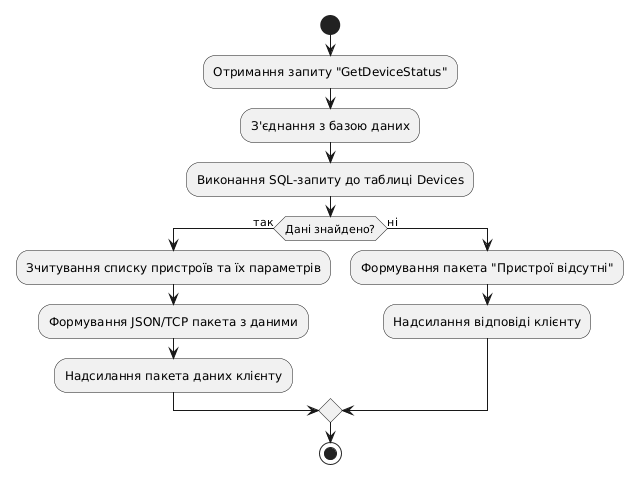 Отримання запиту "GetDeviceStatus"
З'єднання з базою даних
Виконання SQL-запиту до таблиці Devices
так
Дані знайдено?
ні
Зчитування списку пристроїв та їх параметрів
Формування пакета "Пристрої відсутні"
Формування JSON/TCP пакета з даними
Надсилання відповіді клієнту
Надсилання пакета даних клієнту